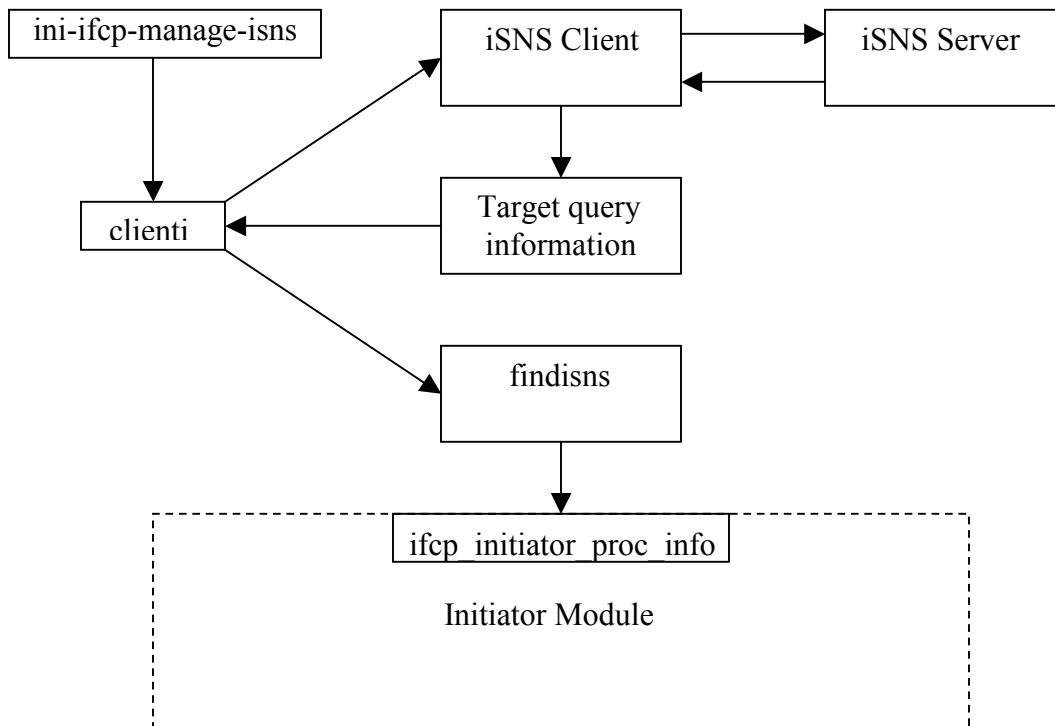 ini-ifcp-manage-isns
iSNS Client
iSNS Server
clienti
Target query
information
findisns
ifcp_initiator_proc_info
Initiator Module